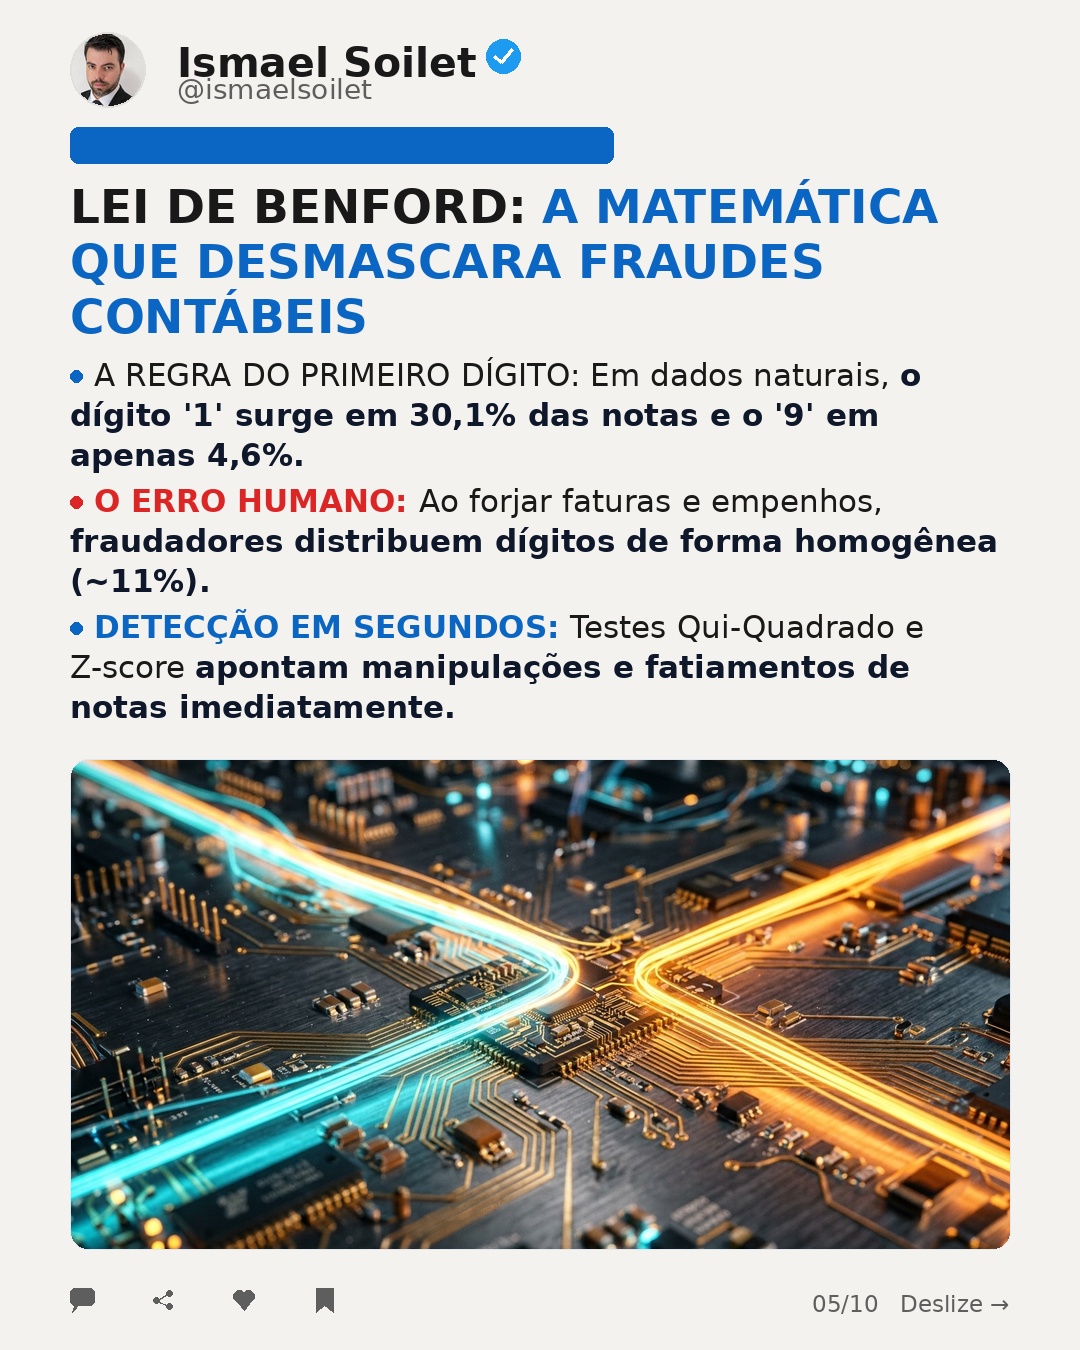 Ismael Soilet
@ismaelsoilet
LEI DE BENFORD: A MATEMÁTICA
QUE DESMASCARA FRAUDES
CONTÁBEIS
• A REGRA DO PRIMEIRO DÍGITO: Em dados naturais, o
dígito '1' surge em 30,1% das notas e o '9' em
apenas 4,6%.
• O ERRO HUMANO: Ao forjar faturas e empenhos,
fraudadores distribuem dígitos de forma homogênea
(~11%).
• DETECÇÃO EM SEGUNDOS: Testes Qui-Quadrado e
Z-score apontam manipulações e fatiamentos de
notas imediatamente.
05/10 Deslize →